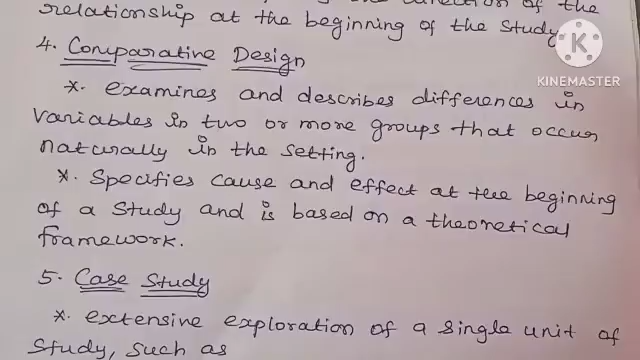 relationship at the beginning of the study
4. Comparative Design
*. examines and describes differences in
variables in two or more groups that occur
naturally in the setting.
*. Specifies cause and effect at the beginning
of a study and is based on a theoretical
framework.
5. Case Study
*. extensive exploration of a single unit of
study, such as
KINEMASTER